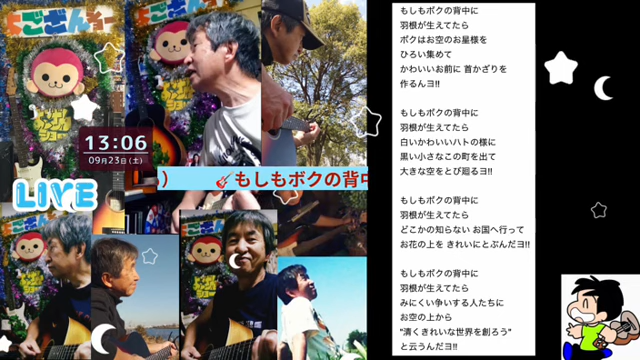 ごぎんねー
13:06
09月23日(土)
LIVE
)
もしもボクの背中
もしもボクの背中に
羽根が生えてたら
ボクはお空のお星様を
ひろい集めて
かわいいお前に 首かざりを
作るんヨ!!
もしもボクの背中に
羽根が生えてたら
白いかわいいハトの様に
黒い小さなこの町を出て
大きな空をとび廻るヨ!!
もしもボクの背中に
羽根が生えてたら
どこかの知らない お国へ行って
お花の上を きれいにとぶんだヨ!!
もしもボクの背中に
羽根が生えてたら
みにくい争いする人たちに
お空の上から
"清くきれいな世界を創ろう"
と云うんだヨ!!